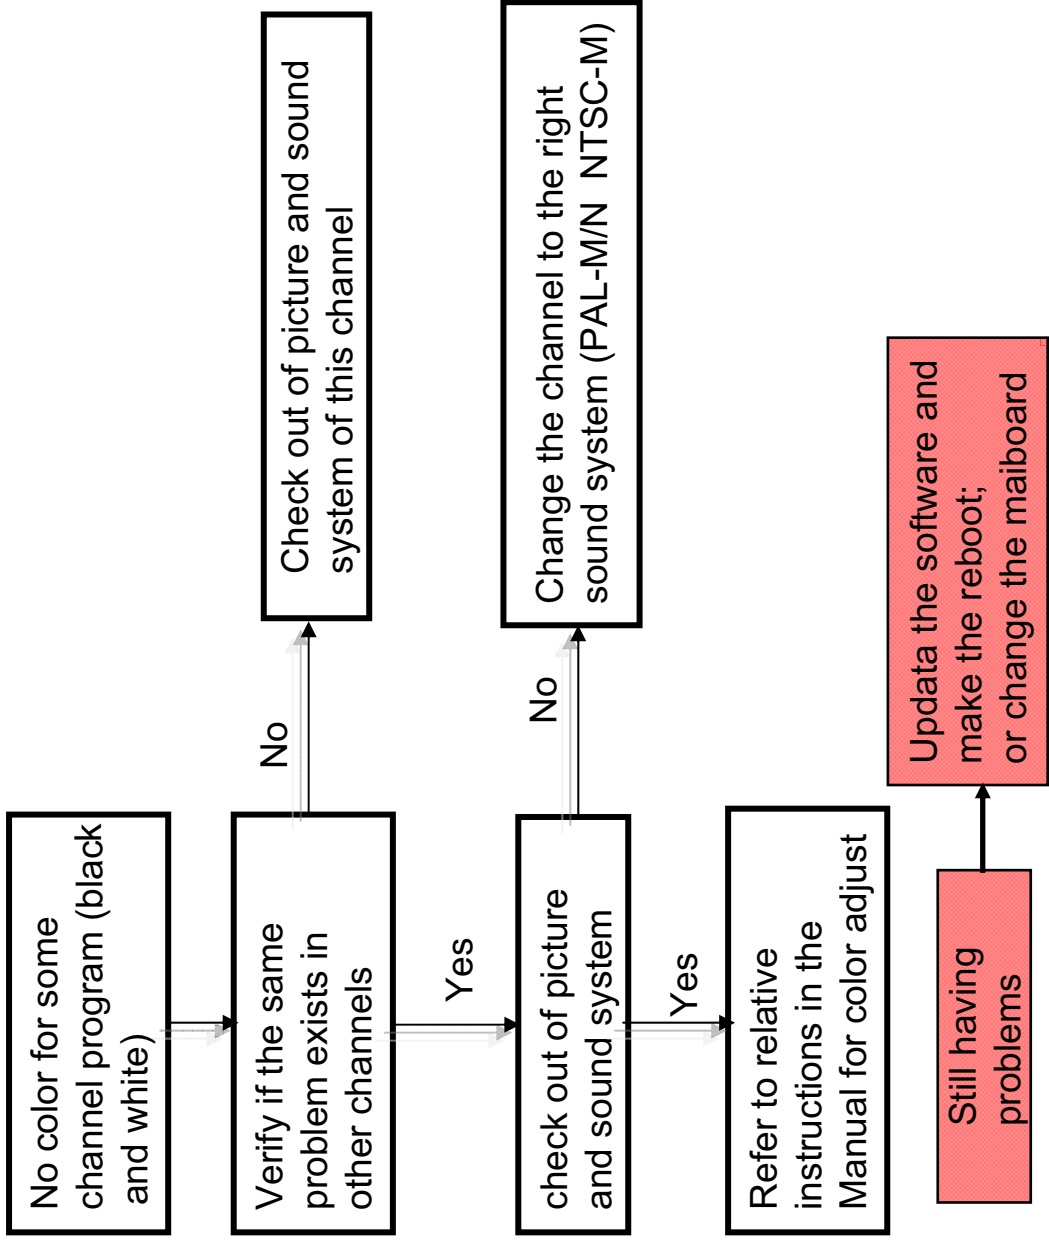 No color for some
channel program (black
and white)
Verify if the same
problem exists in
other channels
No
Check out of picture and sound
system of this channel
Yes
check out of picture
and sound system
No
Change the channel to the right
sound system (PAL-M/N  NTSC-M)
Yes
Refer to relative
instructions in the
Manual for color adjust
Still having
problems
Updata the software and
make the reboot;
or change the maiboard